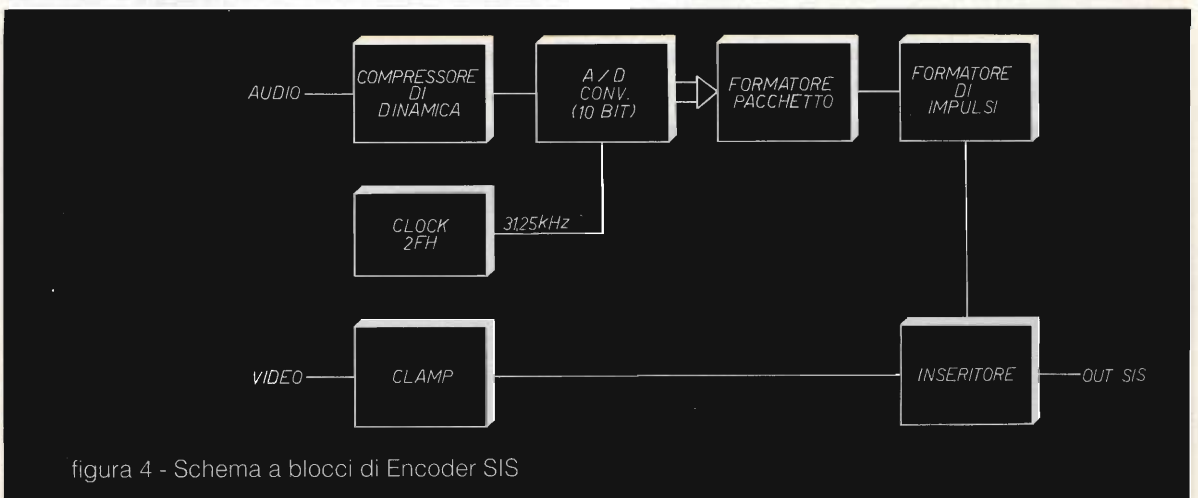 AUDIO
COMPRESSORE
DI
DINAMICA
A/D
CONV.
(10 BIT)
FORMATORE
PACCHETTO
FORMATORE
DI
IMPULSI
CLOCK
2FH
31,25kHz
VIDEO
CLAMP
INSERITORE
OUT SIS
figura 4 - Schema a blocci di Encoder SIS